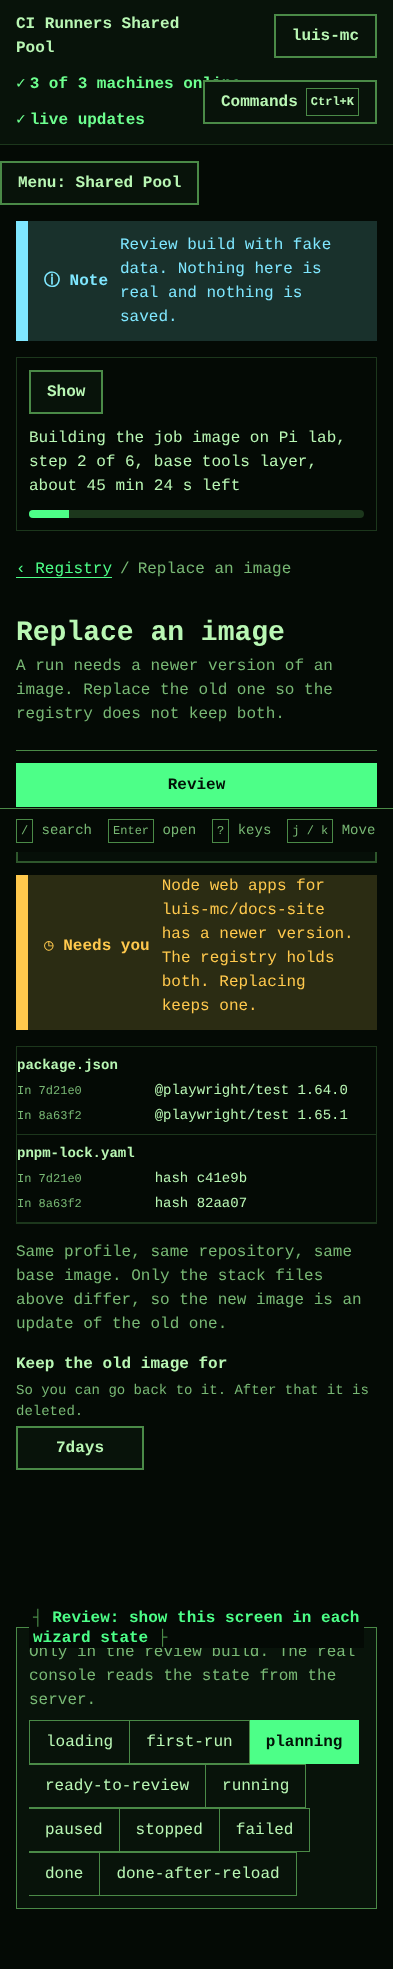 CI Runners Shared
Pool
luis-mc
✓ 3 of 3 machines online
Commands Ctrl+K
✓ live updates
Menu: Shared Pool
ⓘ Note
Review build with fake
data. Nothing here is
real and nothing is
saved.
Show
Building the job image on Pi lab,
step 2 of 6, base tools layer,
about 45 min 24 s left
‹ Registry / Replace an image
Replace an image
A run needs a newer version of an
image. Replace the old one so the
registry does not keep both.
Review
/ search Enter open ? keys j / k Move
◷ Needs you
Node web apps for
luis-mc/docs-site
has a newer version.
The registry holds
both. Replacing
keeps one.
package.json
In 7d21e0 @playwright/test 1.64.0
In 8a63f2 @playwright/test 1.65.1
pnpm-lock.yaml
In 7d21e0 hash c41e9b
In 8a63f2 hash 82aa07
Same profile, same repository, same
base image. Only the stack files
above differ, so the new image is an
update of the old one.
Keep the old image for
So you can go back to it. After that it is
deleted.
7days
┤ Review: show this screen in each
wizard state ├
Only in the review build. The real
console reads the state from the
server.
loading first-run planning
ready-to-review running
paused stopped failed
done done-after-reload